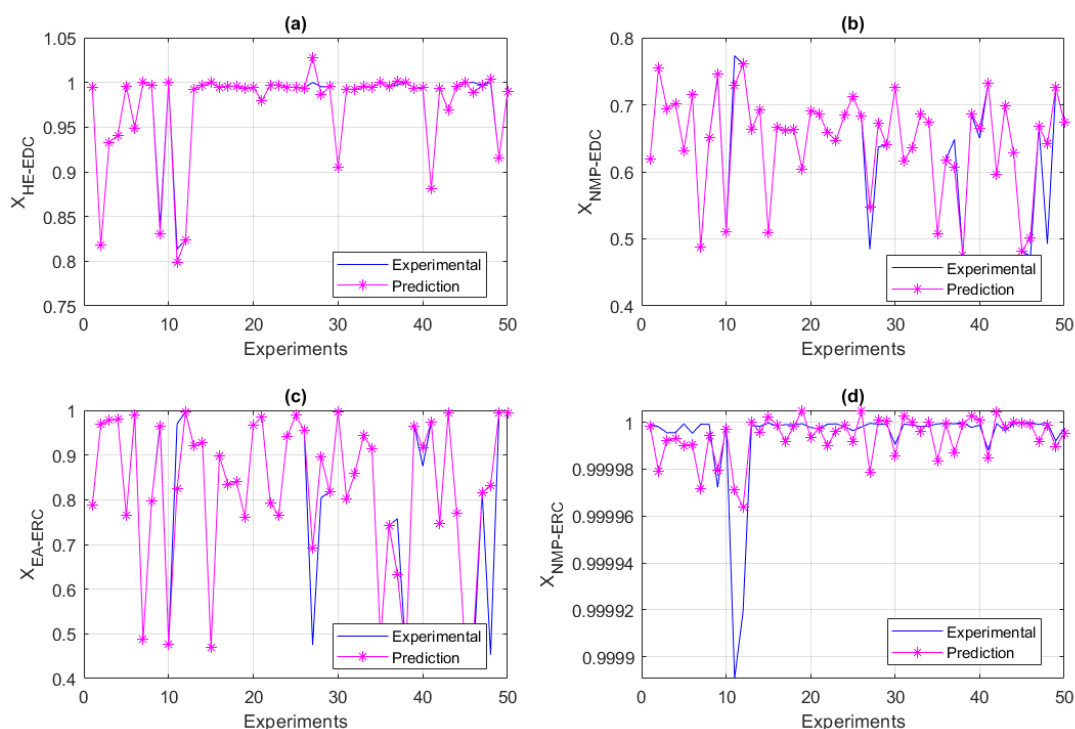 (a)
1.05
1
0.95
0.9
0.85
0.8
0.75
X_HE-EDC
Experimental
Prediction
0 10 20 30 40 50
Experiments
(b)
0.8
0.7
0.6
0.5
0.4
X_NMP-EDC
Experimental
Prediction
0 10 20 30 40 50
Experiments
(c)
1
0.9
0.8
0.7
0.6
0.5
0.4
X_EA-ERC
Experimental
Prediction
0 10 20 30 40 50
Experiments
(d)
1
0.99998
0.99996
0.99994
0.99992
0.9999
X_NMP-ERC
Experimental
Prediction
0 10 20 30 40 50
Experiments